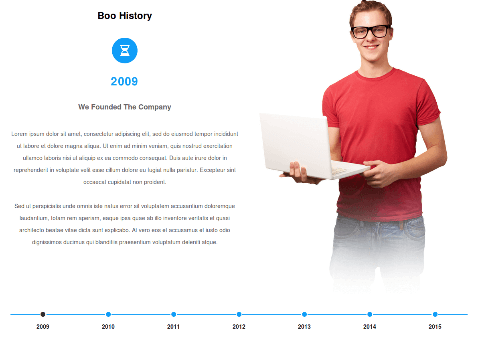 Boo History
2009
We Founded The Company
Lorem ipsum dolor sit amet, consectetur adipiscing elit, sed do eiusmod tempor incididunt
ut labore et dolore magna aliqua. Ut enim ad minim veniam, quis nostrud exercitation
ullamco laboris nisi ut aliquip ex ea commodo consequat. Duis aute irure dolor in
reprehenderit in voluptate velit esse cillum dolore eu fugiat nulla pariatur. Excepteur sint
occaecat cupidatat non proident.
Sed ut perspiciatis unde omnis iste natus error sit voluptatem accusantium doloremque
laudantium, totam rem aperiam, eaque ipsa quae ab illo inventore veritatis et quasi
architecto beatae vitae dicta sunt explicabo. At vero eos et accusamus et iusto odio
dignissimos ducimus qui blanditiis praesentium voluptatum deleniti atque.
2009 2010 2011 2012 2013 2014 2015